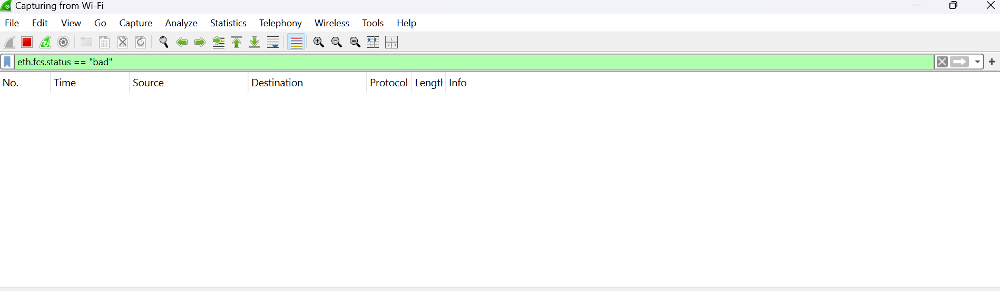 Capturing from Wi-Fi
File Edit View Go Capture Analyze Statistics Telephony Wireless Tools Help
eth.fcs.status == "bad"
No. Time Source Destination Protocol Length Info